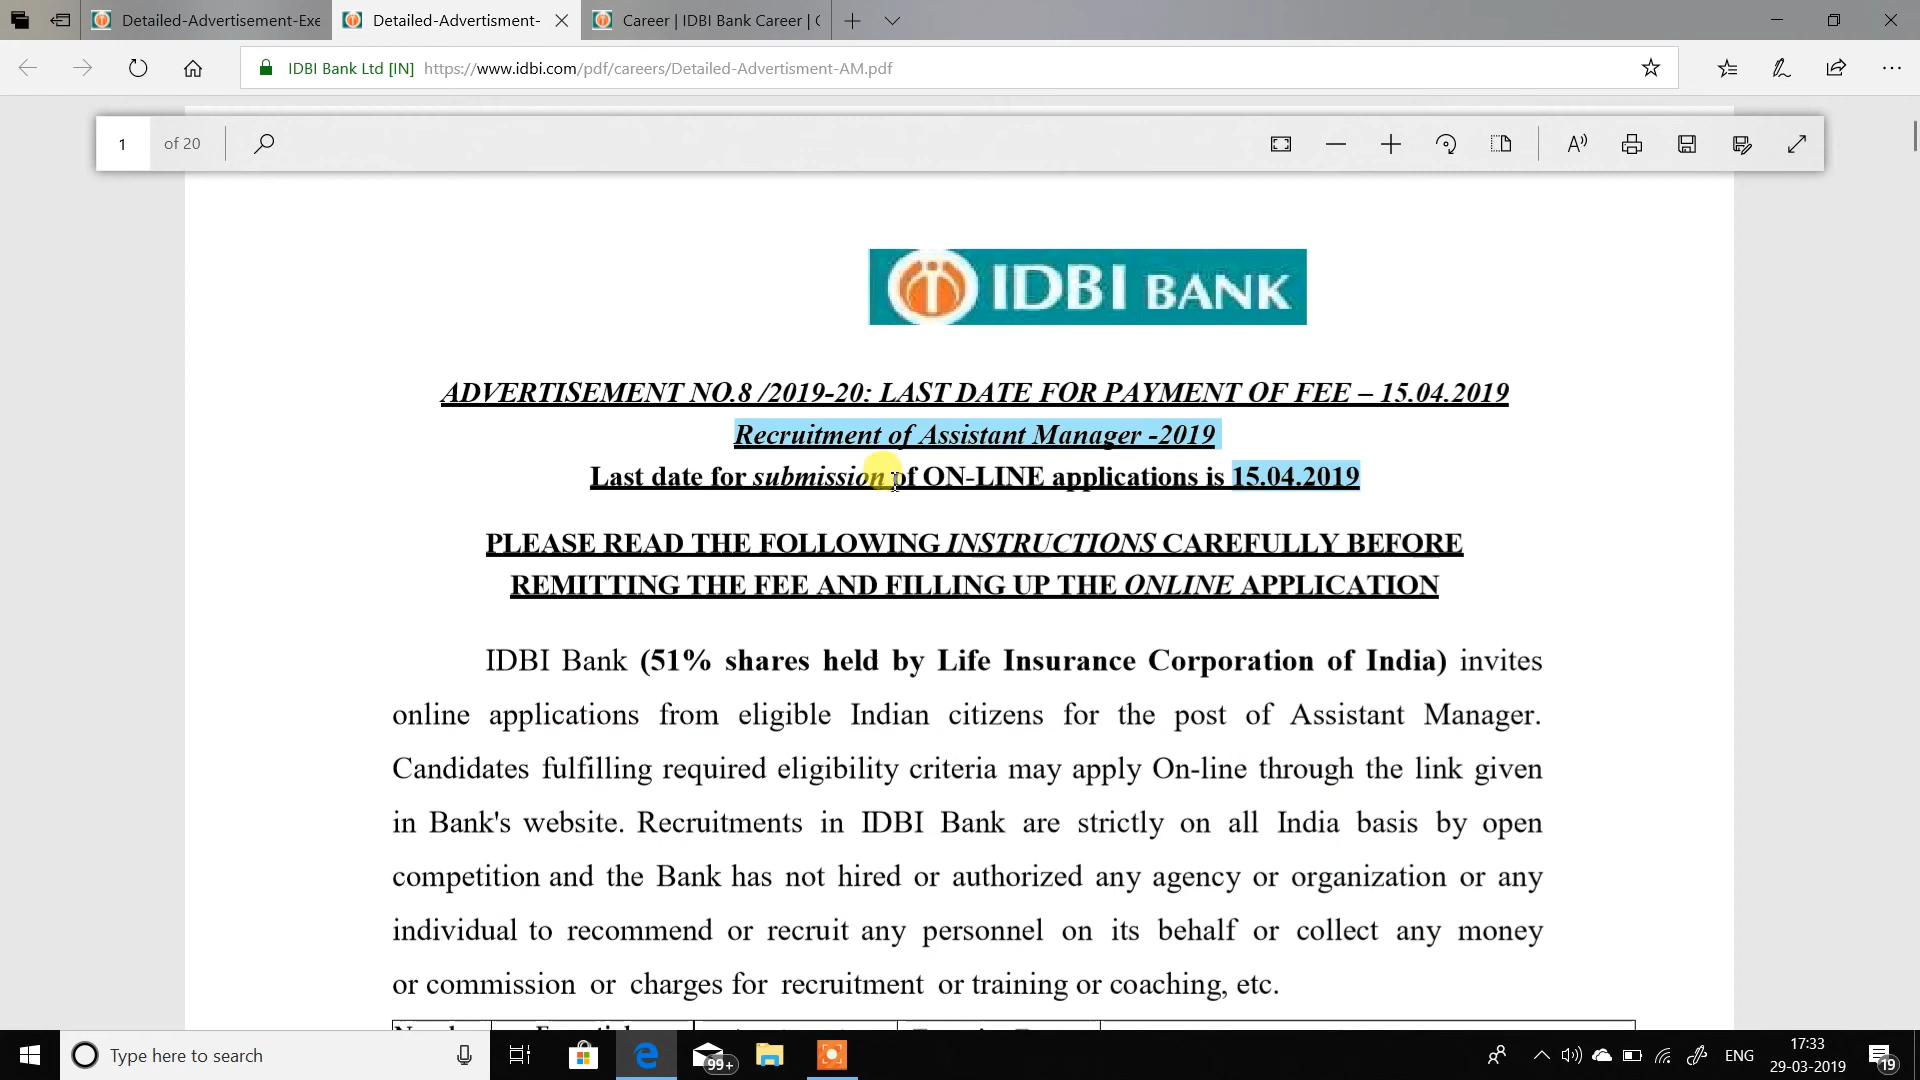 Detailed-Advertisement-Exe
Detailed-Advertisment-
Career | IDBI Bank Career | C
IDBI Bank Ltd [IN] https://www.idbi.com/pdf/careers/Detailed-Advertisment-AM.pdf
1 of 20
IDBI BANK
ADVERTISEMENT NO.8 /2019-20: LAST DATE FOR PAYMENT OF FEE – 15.04.2019
Recruitment of Assistant Manager -2019
Last date for submission of ON-LINE applications is 15.04.2019
PLEASE READ THE FOLLOWING INSTRUCTIONS CAREFULLY BEFORE
REMITTING THE FEE AND FILLING UP THE ONLINE APPLICATION
IDBI Bank (51% shares held by Life Insurance Corporation of India) invites
online applications from eligible Indian citizens for the post of Assistant Manager.
Candidates fulfilling required eligibility criteria may apply On-line through the link given
in Bank's website. Recruitments in IDBI Bank are strictly on all India basis by open
competition and the Bank has not hired or authorized any agency or organization or any
individual to recommend or recruit any personnel on its behalf or collect any money
or commission or charges for recruitment or training or coaching, etc.
Type here to search
99+
ENG
17:33
29-03-2019
19